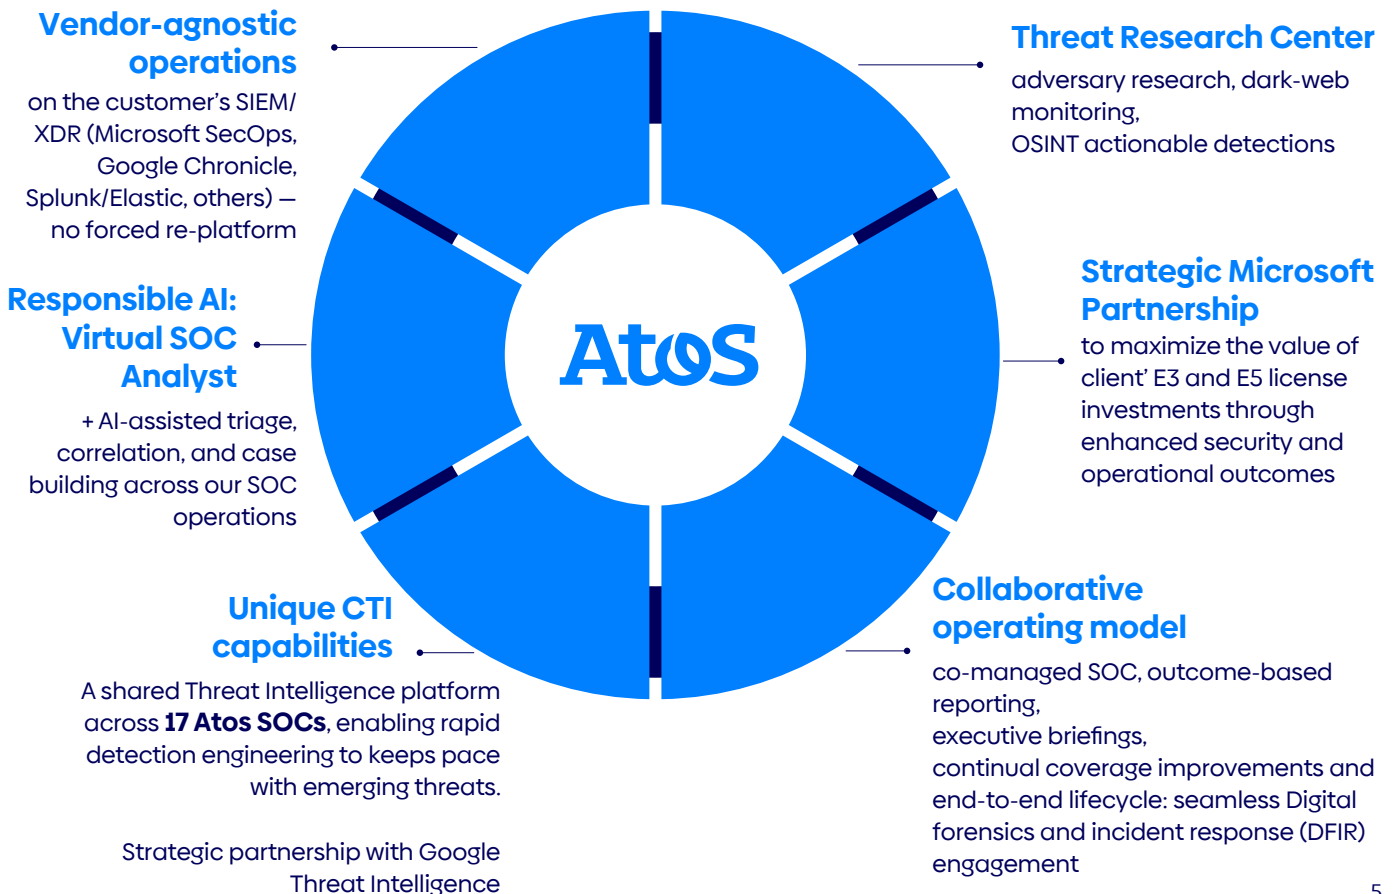 Vendor-agnostic
operations
on the customer's SIEM/
XDR (Microsoft SecOps,
Google Chronicle,
Splunk/Elastic, others) —
no forced re-platform
Responsible AI:
Virtual SOC
Analyst
+ AI-assisted triage,
correlation, and case
building across our SOC
operations
Unique CTI
capabilities
A shared Threat Intelligence platform
across 17 Atos SOCs, enabling rapid
detection engineering to keeps pace
with emerging threats.
Strategic partnership with Google
Threat Intelligence
Atos
Threat Research Center
adversary research, dark-web
monitoring,
OSINT actionable detections
Strategic Microsoft
Partnership
to maximize the value of
client' E3 and E5 license
investments through
enhanced security and
operational outcomes
Collaborative
operating model
co-managed SOC, outcome-based
reporting,
executive briefings,
continual coverage improvements and
end-to-end lifecycle: seamless Digital
forensics and incident response (DFIR)
engagement
5